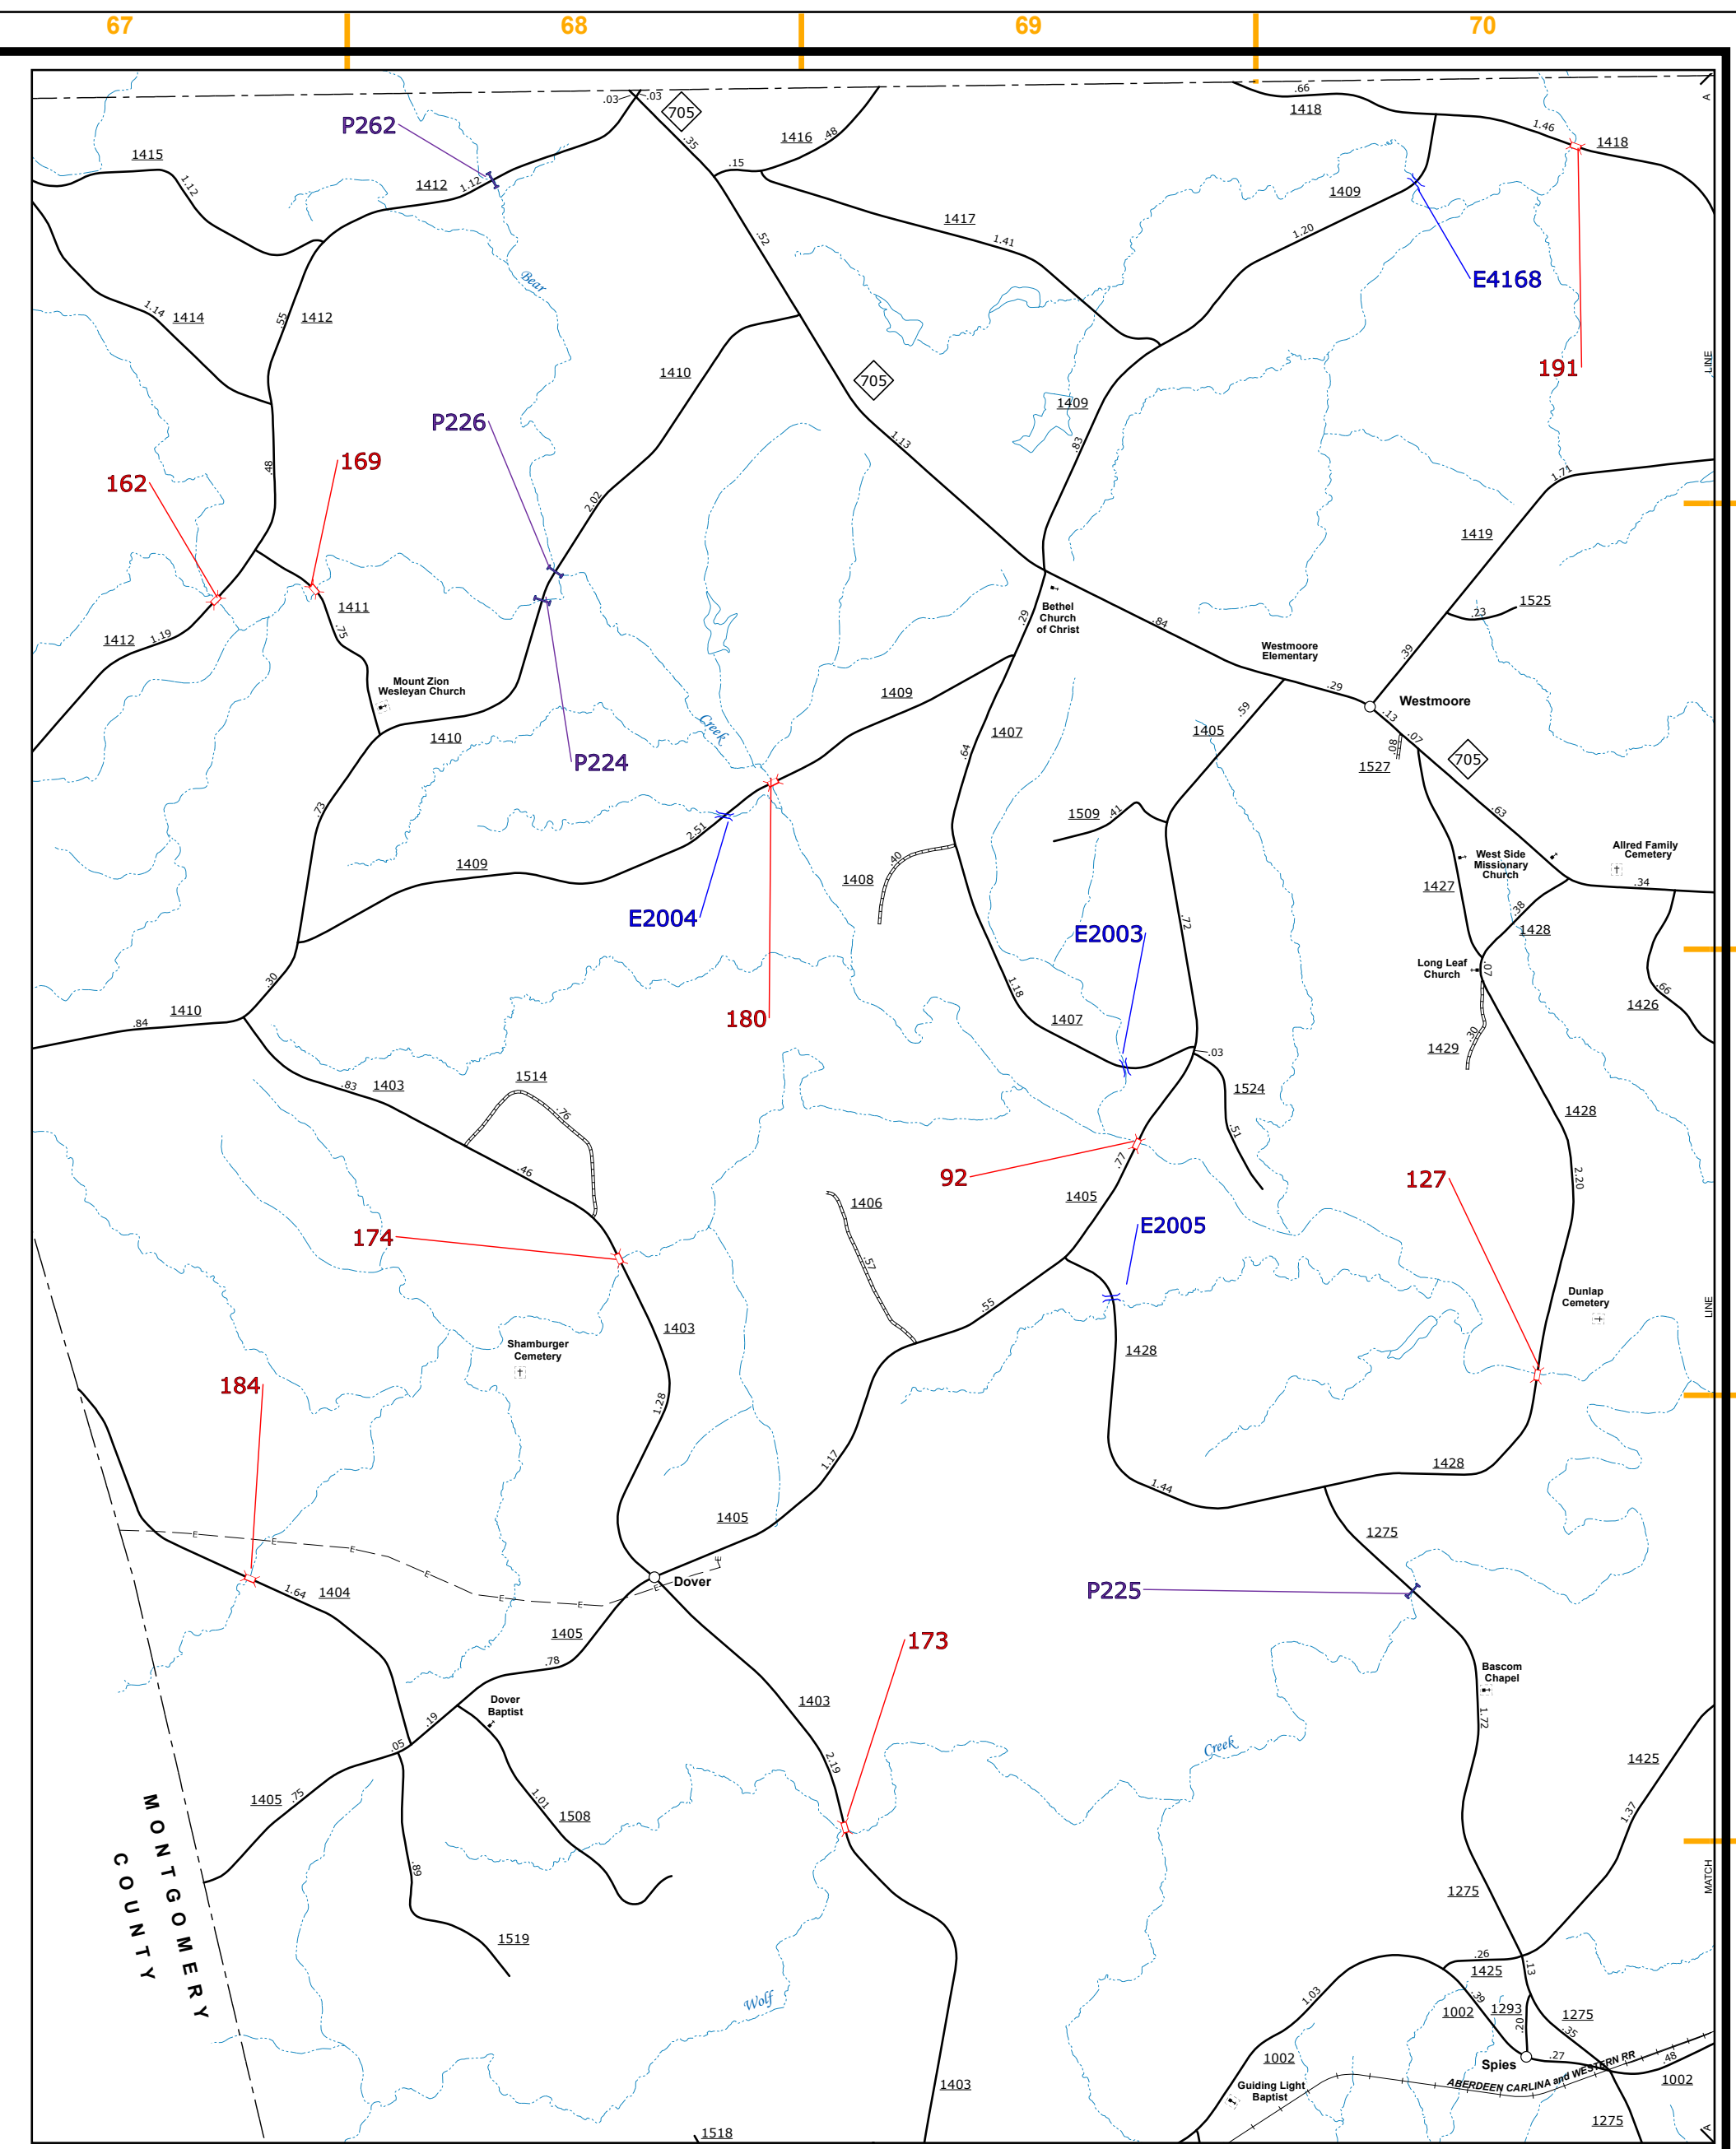 67
68
69
70
A
.03
.03
705
.66
1418
P262
.35
1416
.48
1.46
1418
1415
.15
1412
1.12
1.12
1409
1417
.52
1.41
1.20
Bear
E4168
1.14
1414
.55
1412
LINE
191
1410
705
1409
P226
1.13
.83
169
.48
162
1.71
2.02
1419
1411
1525
.23
Bethel
Church
of Christ
.29
.75
1412
1.19
.84
.39
Westmoore
Elementary
Mount Zion
Wesleyan Church
.29
1409
Westmoore
.59
.13
Creek
1405
1407
1410
.07
.64
.08
705
P224
1527
.73
1509
.41
.63
2.51
Allred Family
Cemetery
West Side
Missionary
Church
1409
.40
1408
1427
.34
E2004
.38
.72
E2003
1428
Long Leaf
Church
.07
.30
1.18
.66
1426
1410
.84
180
1407
.30
1429
.03
1514
.83
1403
1524
.76
1428
.51
.46
.77
92
127
2.20
1405
1406
E2005
174
.57
Dunlap
Cemetery
.55
LINE
1403
Shamburger
Cemetery
1428
184
1.28
1.17
1428
1.44
1405
E
E
E
1275
E
E
Dover
E
P225
1.64
1404
E
E
1405
173
.78
Bascom
Chapel
1403
Dover
Baptist
.19
1.72
.05
Creek
2.19
1425
1405
.75
1.01
1508
1.37
MONTGOMERY
COUNTY
.89
MATCH
1275
1519
.26
.13
1425
1.03
.39
Wolf
1002
1293
.20
1275
.35
1002
Spies
.27
ABERDEEN CARLINA and WESTERN RR
.48
1002
1403
Guiding Light
Baptist
1275
1518
A